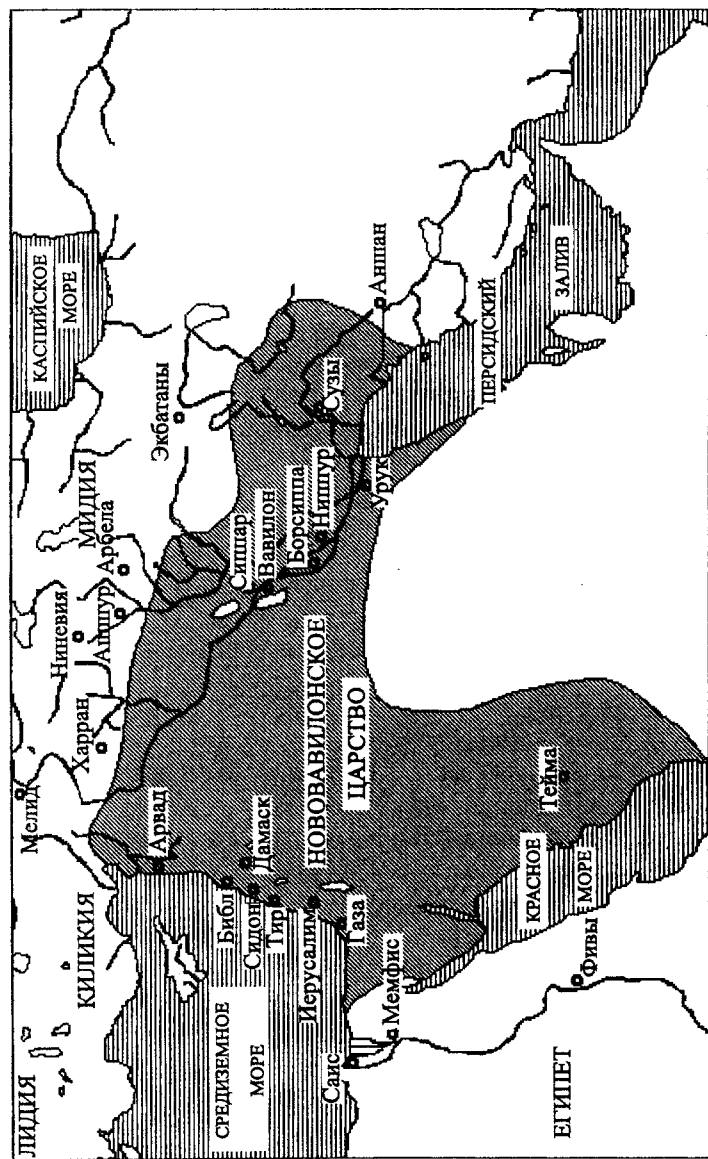 ЛИДИЯ
КИЛИКИЯ
Мелид
Харран
Ниневия
Ашшур
Арбела
МИДИЯ
Экбатаны
КАСПИЙСКОЕ
МОРЕ
СРЕДИЗЕМНОЕ
МОРЕ
Арвад
Библ
Сидон
Дамаск
Тир
Иерусалим
Газа
НОВОВАВИЛОНСКОЕ
ЦАРСТВО
Сиппар
Вавилон
Борсиппа
Ниппур
Урук
Сузы
Аншан
ПЕРСИДСКИЙ
ЗАЛИВ
Саис
Мемфис
ЕГИПЕТ
Фивы
КРАСНОЕ
МОРЕ
Тейма